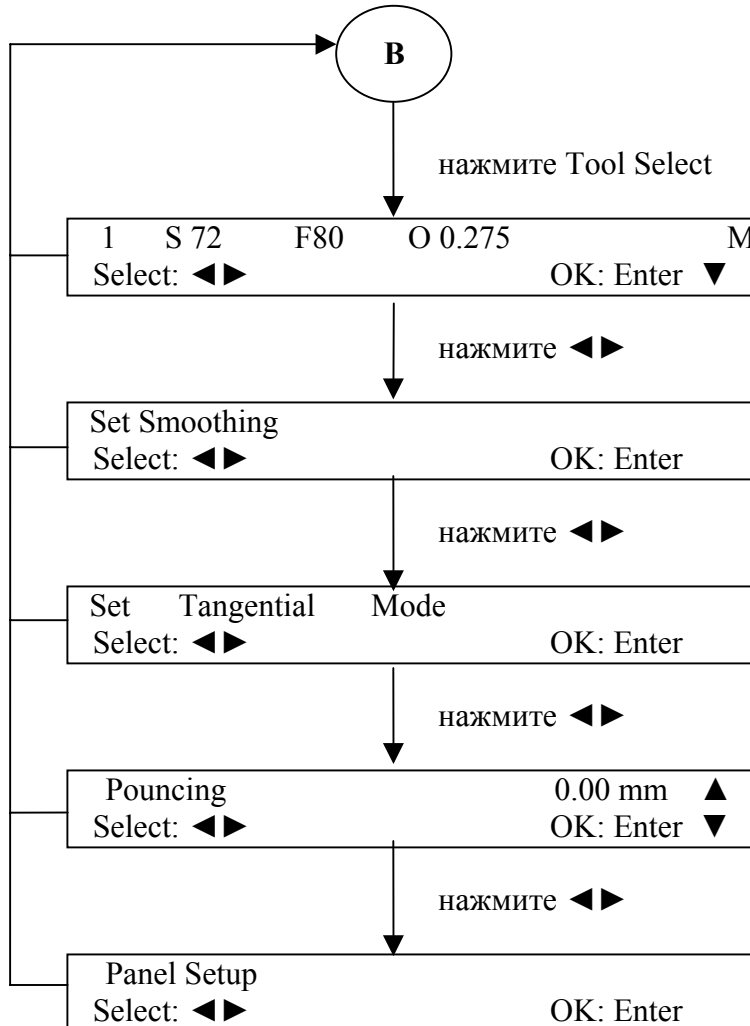 B
нажмите Tool Select
1 S 72 F80 O 0.275 M
Select: ◄► OK: Enter ▼
нажмите ◄►
Set Smoothing
Select: ◄► OK: Enter
нажмите ◄►
Set Tangential Mode
Select: ◄► OK: Enter
нажмите ◄►
Pouncing 0.00 mm ▲
Select: ◄► OK: Enter ▼
нажмите ◄►
Panel Setup
Select: ◄► OK: Enter